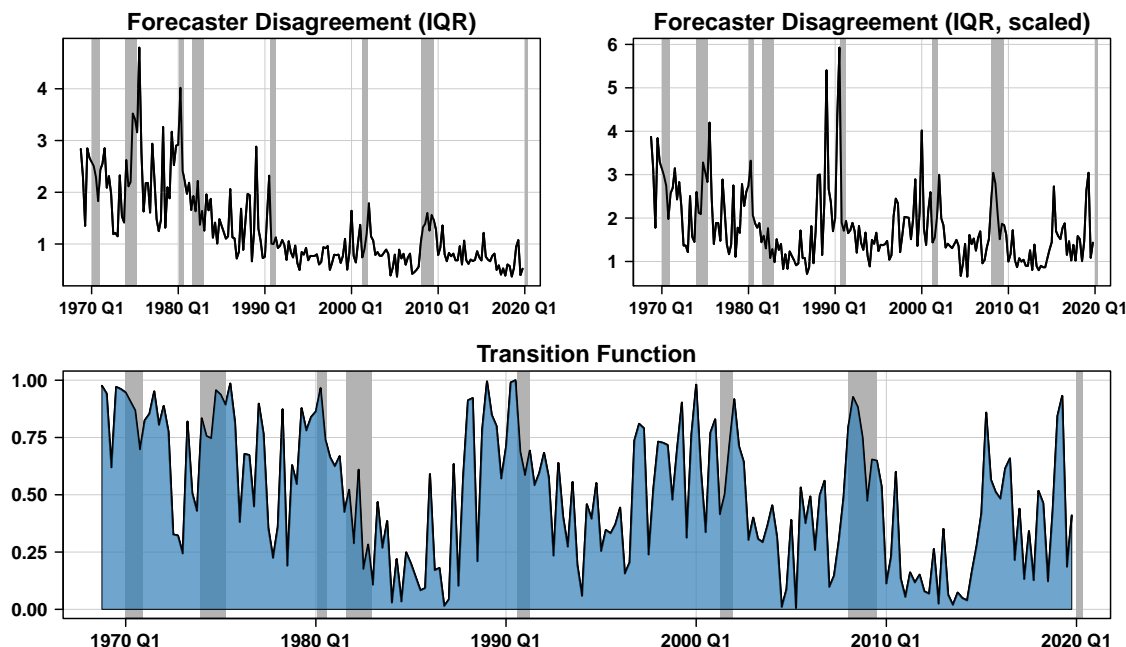 Forecaster Disagreement (IQR)
4
3
2
1
1970 Q1 1980 Q1 1990 Q1 2000 Q1 2010 Q1 2020 Q1
Forecaster Disagreement (IQR, scaled)
6
5
4
3
2
1
1970 Q1 1980 Q1 1990 Q1 2000 Q1 2010 Q1 2020 Q1
Transition Function
1.00
0.75
0.50
0.25
0.00
1970 Q1 1980 Q1 1990 Q1 2000 Q1 2010 Q1 2020 Q1